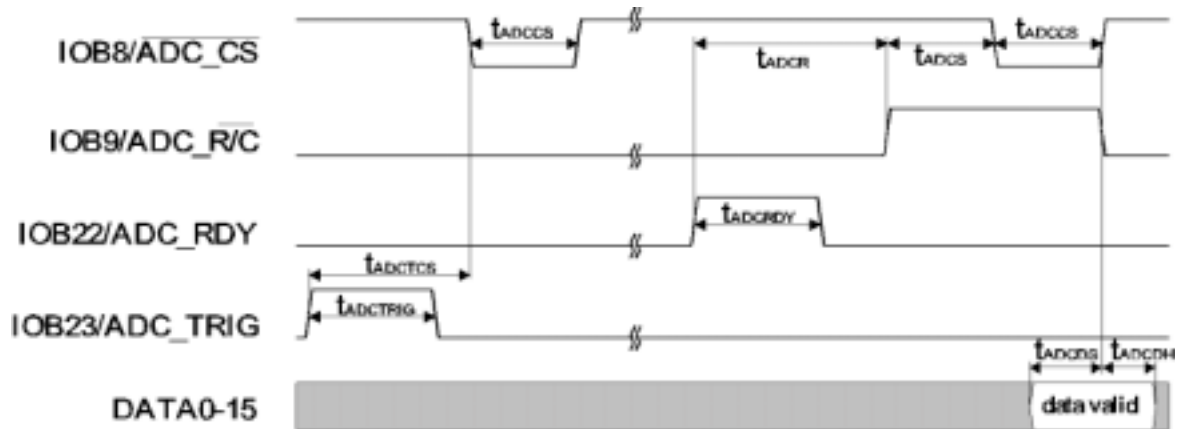 tADCCS tADCCS
IOB8/ADC_CS
tADCR tADCS
IOB9/ADC_R/C
tADCRDY
IOB22/ADC_RDY
tADCTCS
tADCTRIG
IOB23/ADC_TRIG
tADCDS tADCDH
DATA0-15 data valid